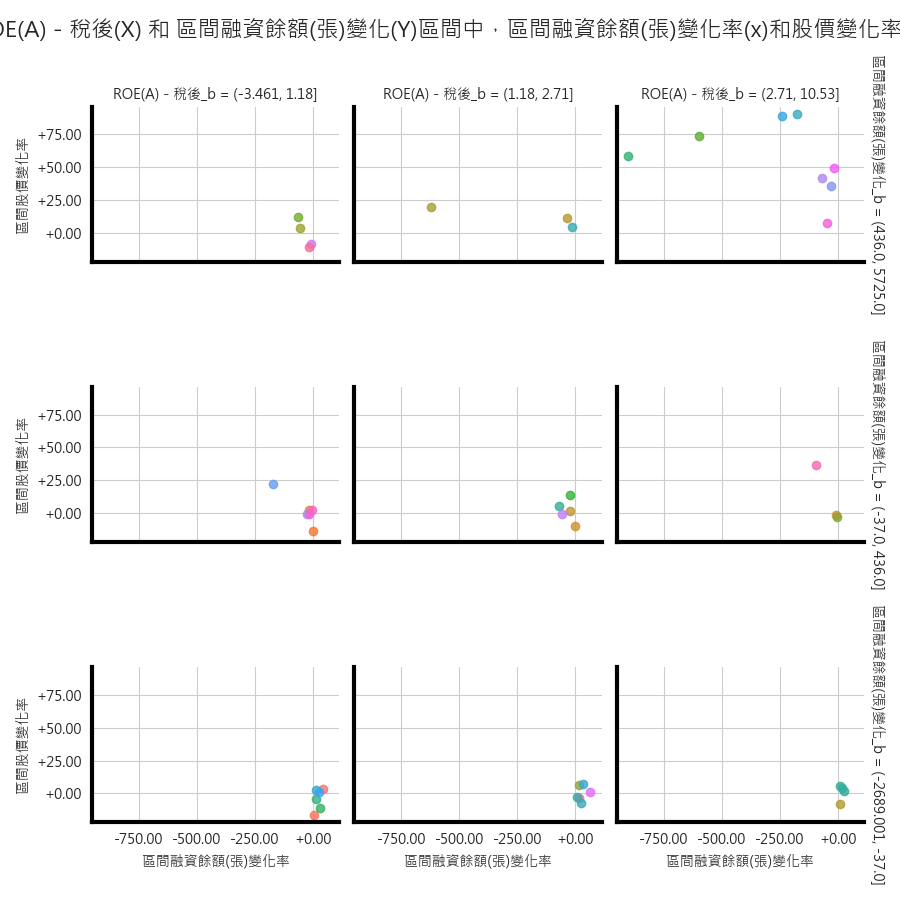 OE(A) - 稅後(X) 和 區間融資餘額(張)變化(Y)區間中，區間融資餘額(張)變化率(x)和股價變化率
ROE(A) - 稅後_b = (-3.461, 1.18]
ROE(A) - 稅後_b = (1.18, 2.71]
ROE(A) - 稅後_b = (2.71, 10.53]
區間融資餘額(張)變化_b = (436.0, 5725.0]
區間股價變化率
+75.00
+50.00
+25.00
+0.00
區間融資餘額(張)變化_b = (-37.0, 436.0]
區間股價變化率
+75.00
+50.00
+25.00
+0.00
區間融資餘額(張)變化_b = (-2689.001, -37.0]
區間股價變化率
+75.00
+50.00
+25.00
+0.00
-750.00 -500.00 -250.00 +0.00
-750.00 -500.00 -250.00 +0.00
-750.00 -500.00 -250.00 +0.00
區間融資餘額(張)變化率
區間融資餘額(張)變化率
區間融資餘額(張)變化率